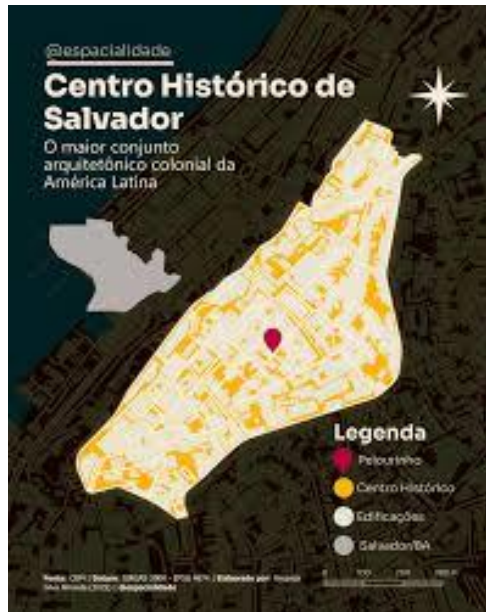 @espacialidade
Centro Histórico de
Salvador
O maior conjunto
arquitetônico colonial da
América Latina
Legenda
Pelourinho
Centro Histórico
Edificações
Salvador/BA